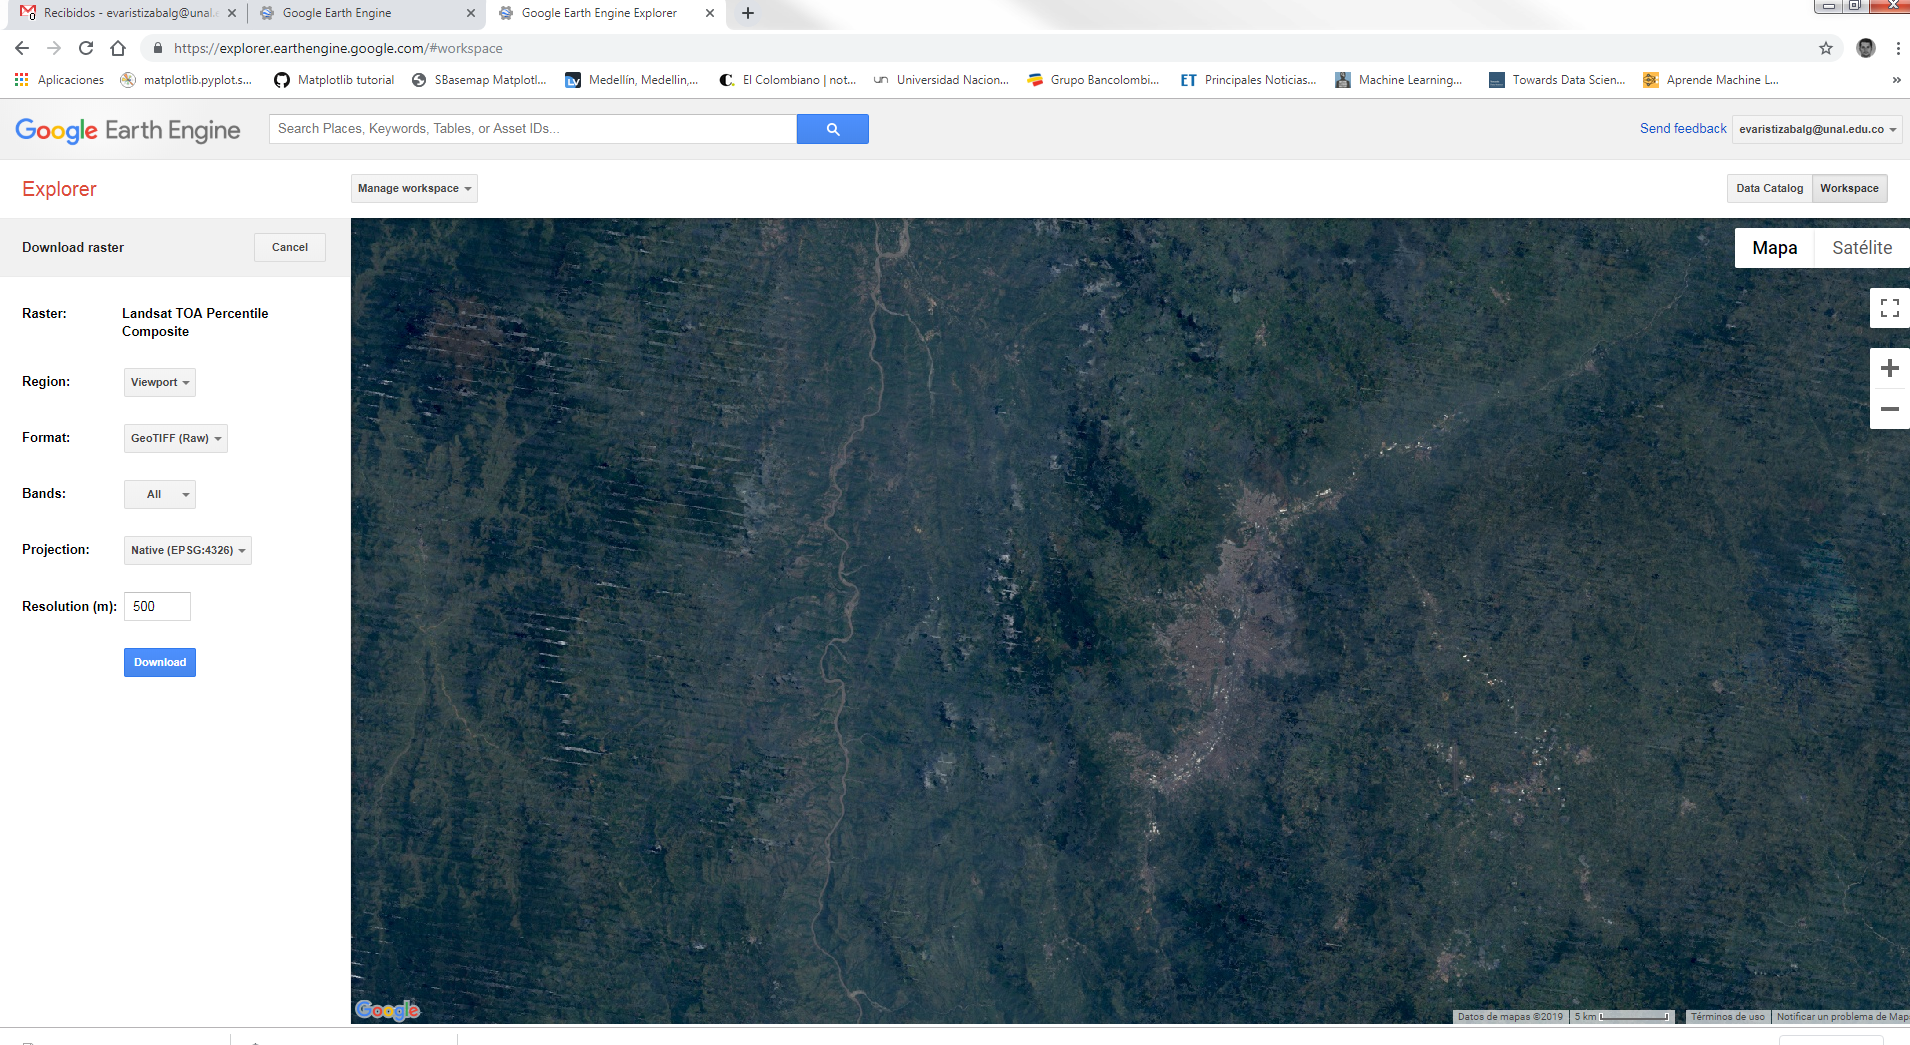 Recibidos - evaristizabalg@unal.e
Google Earth Engine
Google Earth Engine Explorer
https://explorer.earthengine.google.com/#workspace
Aplicaciones
matplotlib.pyplot.s...
Matplotlib tutorial
SBasemap Matplotl...
Medellín, Medellin,...
El Colombiano | not...
Universidad Nacion...
Grupo Bancolombi...
ET Principales Noticias...
Machine Learning...
Towards Data Scien...
Aprende Machine L...
»
Google Earth Engine
Search Places, Keywords, Tables, or Asset IDs...
Send feedback
evaristizabalg@unal.edu.co
Explorer
Manage workspace
Data Catalog
Workspace
Download raster
Cancel
Mapa
Satélite
Raster: Landsat TOA Percentile
Composite
Region: Viewport
Format: GeoTIFF (Raw)
Bands: All
Projection: Native (EPSG:4326)
Resolution (m): 500
Download
Google
Datos de mapas ©2019
5 km
Términos de uso
Notificar un problema de Map